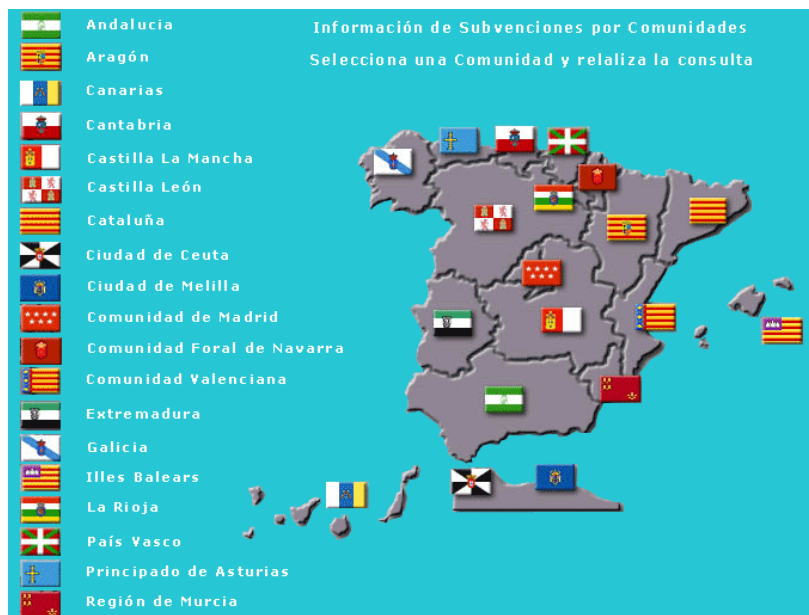 Información de Subvenciones por Comunidades
Selecciona una Comunidad y relaliza la consulta
Andalucia
Aragón
Canarias
Cantabria
Castilla La Mancha
Castilla León
Cataluña
Ciudad de Ceuta
Ciudad de Melilla
Comunidad de Madrid
Comunidad Foral de Navarra
Comunidad Valenciana
Extremadura
Galicia
Illes Balears
La Rioja
País Vasco
Principado de Asturias
Región de Murcia